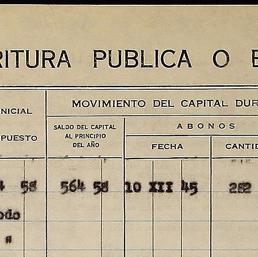 RITURA PUBLICA O E
NICIAL
MOVIMIENTO DEL CAPITAL DUR
PUESTO
SALDO DEL CAPITAL
AL PRINCIPIO
DEL AÑO
ABONOS
FECHA
CANTID
4 58 564 58 10 XII 45 282
odo
"